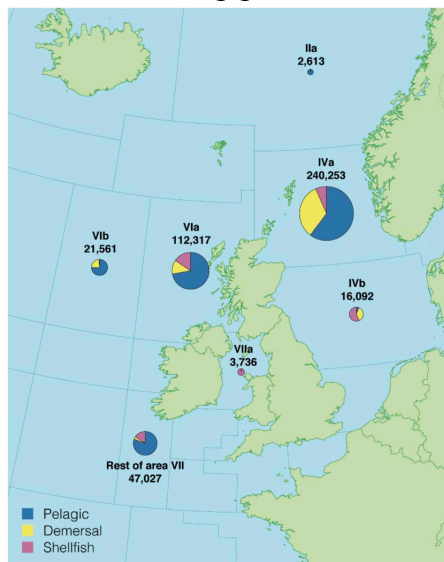 IIa
2,613
IVa
240,253
VIb
21,561
VIa
112,317
IVb
16,092
VIIa
3,736
Rest of area VII
47,027
Pelagic
Demersal
Shellfish